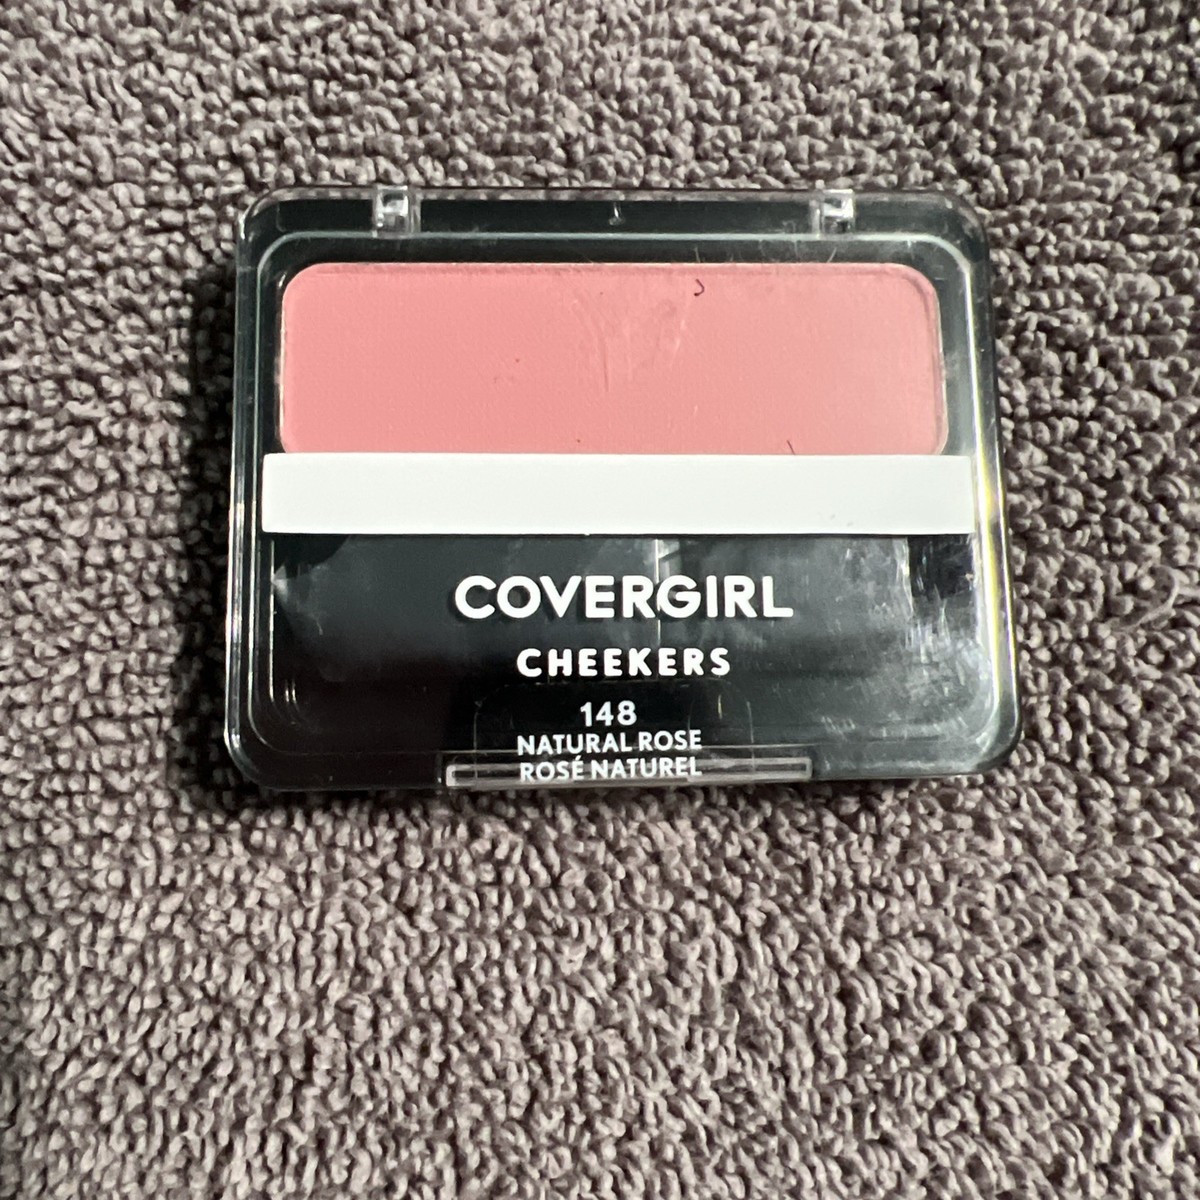 COVERGIRL
CHEEKERS
148
NATURAL ROSE
ROSÉ NATUREL